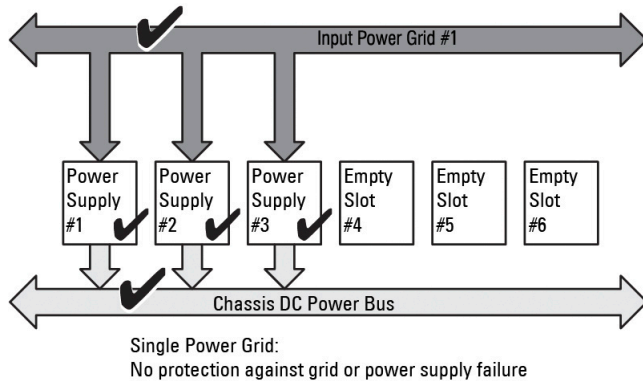 Input Power Grid #1
Power
Supply
#1
Power
Supply
#2
Power
Supply
#3
Empty
Slot
#4
Empty
Slot
#5
Empty
Slot
#6
Chassis DC Power Bus
Single Power Grid:
No protection against grid or power supply failure